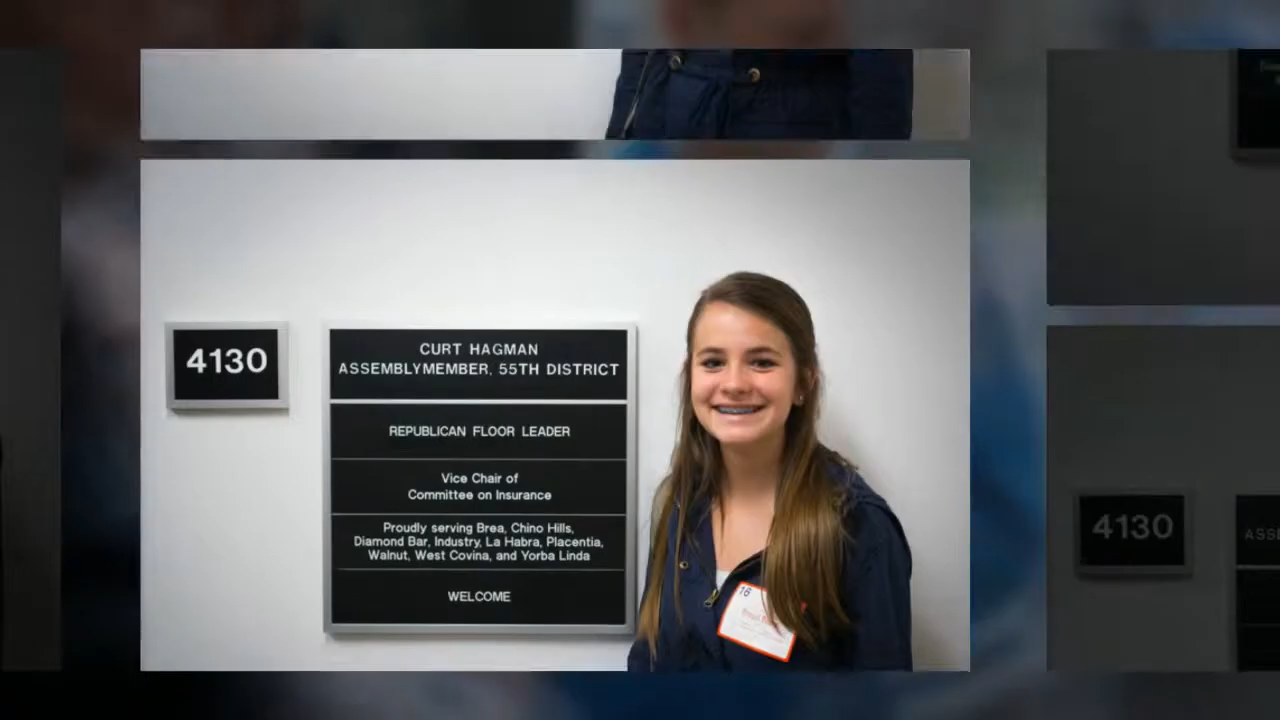 4130
CURT HAGMAN
ASSEMBLYMEMBER, 55TH DISTRICT
REPUBLICAN FLOOR LEADER
Vice Chair of
Committee on Insurance
Proudly serving Brea, Chino Hills,
Diamond Bar, Industry, La Habra, Placentia,
Walnut, West Covina, and Yorba Linda
WELCOME
16
4130